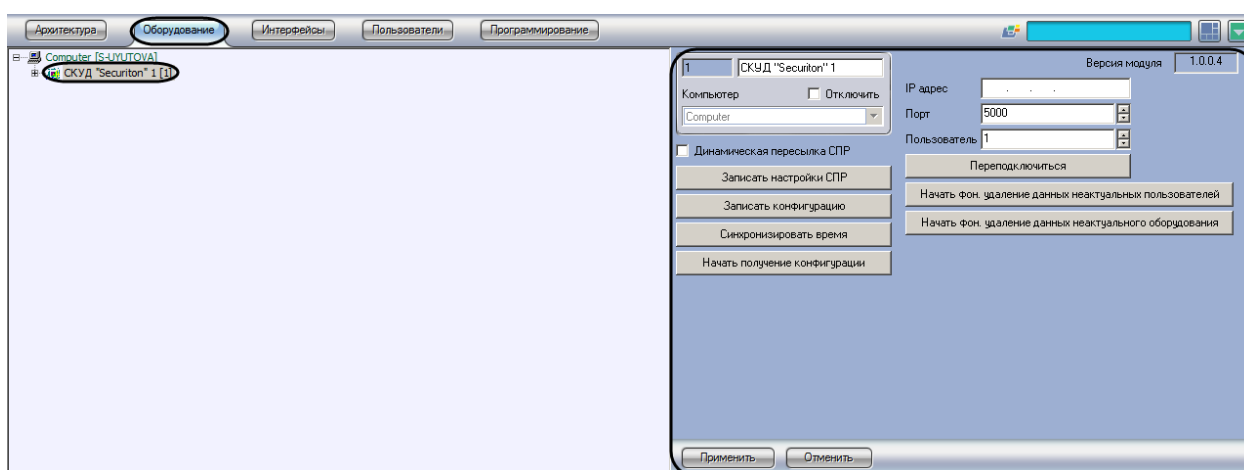 Архитектура Оборудование Интерфейсы Пользователи Программирование
Computer [S-UYUTOVA]
СКУД "Securiton" 1 [1]
1 СКУД "Securiton" 1
Версия модуля 1.0.0.4
Компьютер Отключить
Computer
IP адрес . . .
Порт 5000
Пользователь 1
Динамическая пересылка СПР
Переподключиться
Записать настройки СПР
Начать фон. удаление данных неактуальных пользователей
Записать конфигурацию
Начать фон. удаление данных неактуального оборудования
Синхронизировать время
Начать получение конфигурации
Применить Отменить